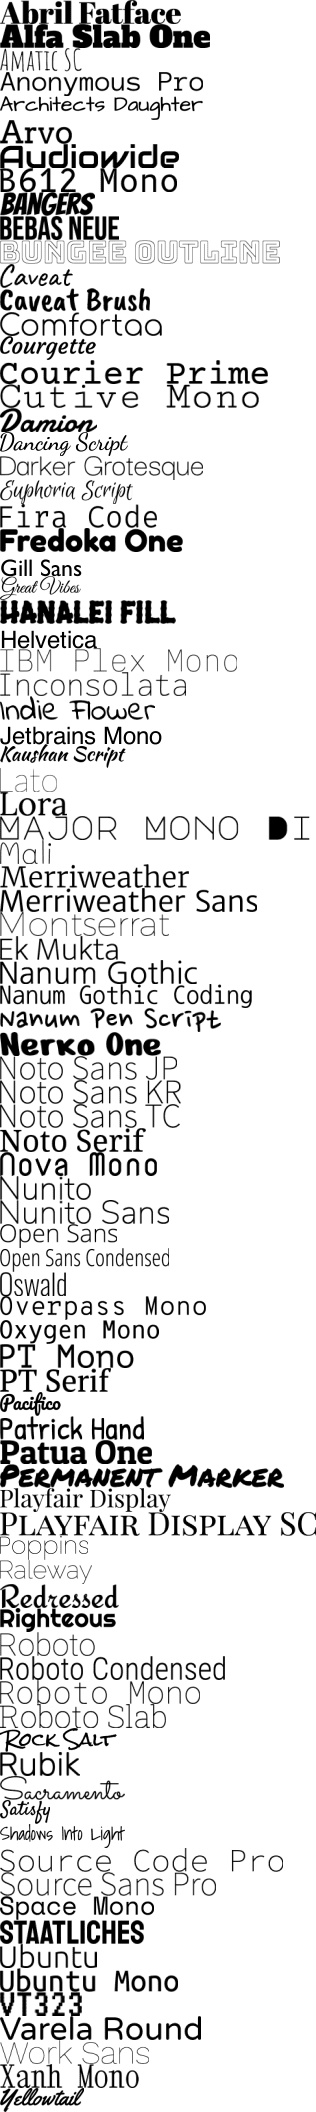 Abril Fatface
Alfa Slab One
Amatic SC
Anonymous Pro
Architects Daughter
Arvo
Audiowide
B612 Mono
BANGERS
BEBAS NEUE
BUNGEE OUTLINE
Caveat
Caveat Brush
Comfortaa
Courgette
Courier Prime
Cutive Mono
Damion
Dancing Script
Darker Grotesque
Euphoria Script
Fira Code
Fredoka One
Gill Sans
Great Vibes
HANALEI FILL
Helvetica
IBM Plex Mono
Inconsolata
Indie Flower
Jetbrains Mono
Kaushan Script
Lato
Lora
MAJOR MONO DI
Mali
Merriweather
Merriweather Sans
Montserrat
Ek Mukta
Nanum Gothic
Nanum Gothic Coding
Nanum Pen Script
Nerko One
Noto Sans JP
Noto Sans KR
Noto Sans TC
Noto Serif
Nova Mono
Nunito
Nunito Sans
Open Sans
Open Sans Condensed
Oswald
Overpass Mono
Oxygen Mono
PT Mono
PT Serif
Pacifico
Patrick Hand
Patua One
Permanent Marker
Playfair Display
Playfair Display SC
Poppins
Raleway
Redressed
Righteous
Roboto
Roboto Condensed
Roboto Mono
Roboto Slab
Rock Salt
Rubik
Sacramento
Satisfy
Shadows Into Light
Source Code Pro
Source Sans Pro
Space Mono
STAATLICHES
Ubuntu
Ubuntu Mono
VT323
Varela Round
Work Sans
Xanh Mono
Yellowtail